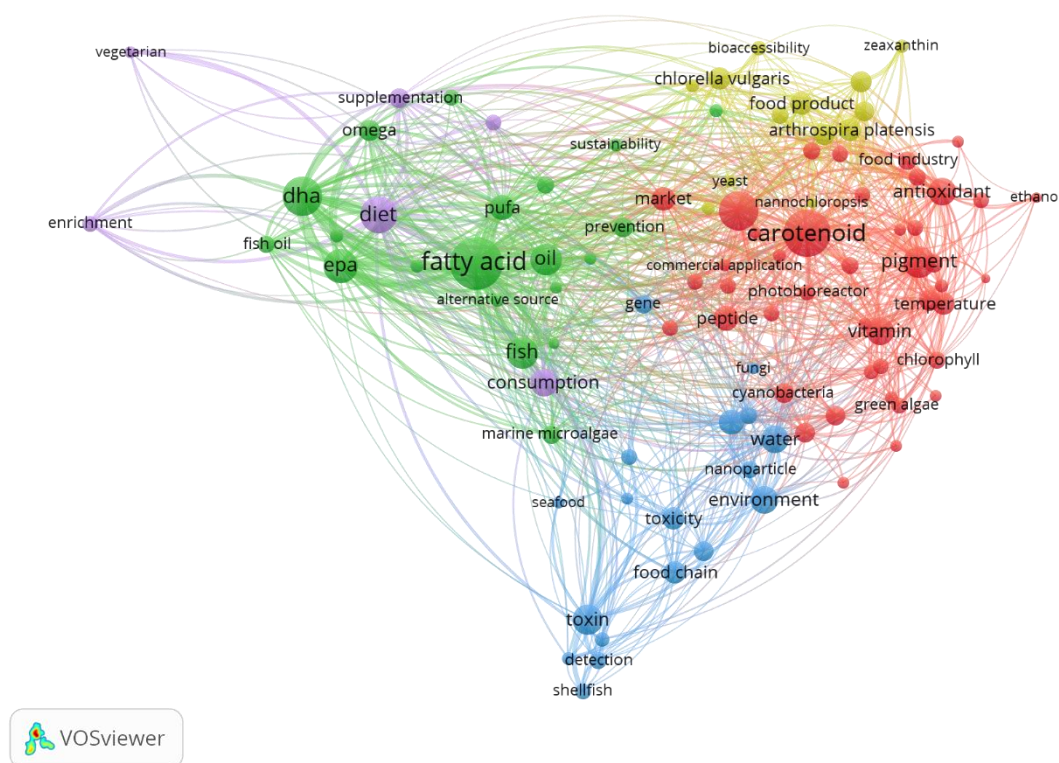 vegetarian
bioaccessibility
zeaxanthin
chlorella vulgaris
supplementation
food product
omega
arthrospira platensis
sustainability
food industry
yeast
antioxidant
dha
market
nannochloropsis
ethano
diet
pufa
enrichment
prevention
carotenoid
fish oil
fatty acid
oil
pigment
epa
commercial application
alternative source
photobioreactor
gene
temperature
peptide
vitamin
fish
chlorophyll
fungi
consumption
cyanobacteria
green algae
marine microalgae
water
nanoparticle
seafood
environment
toxicity
food chain
toxin
detection
shellfish
VOSviewer